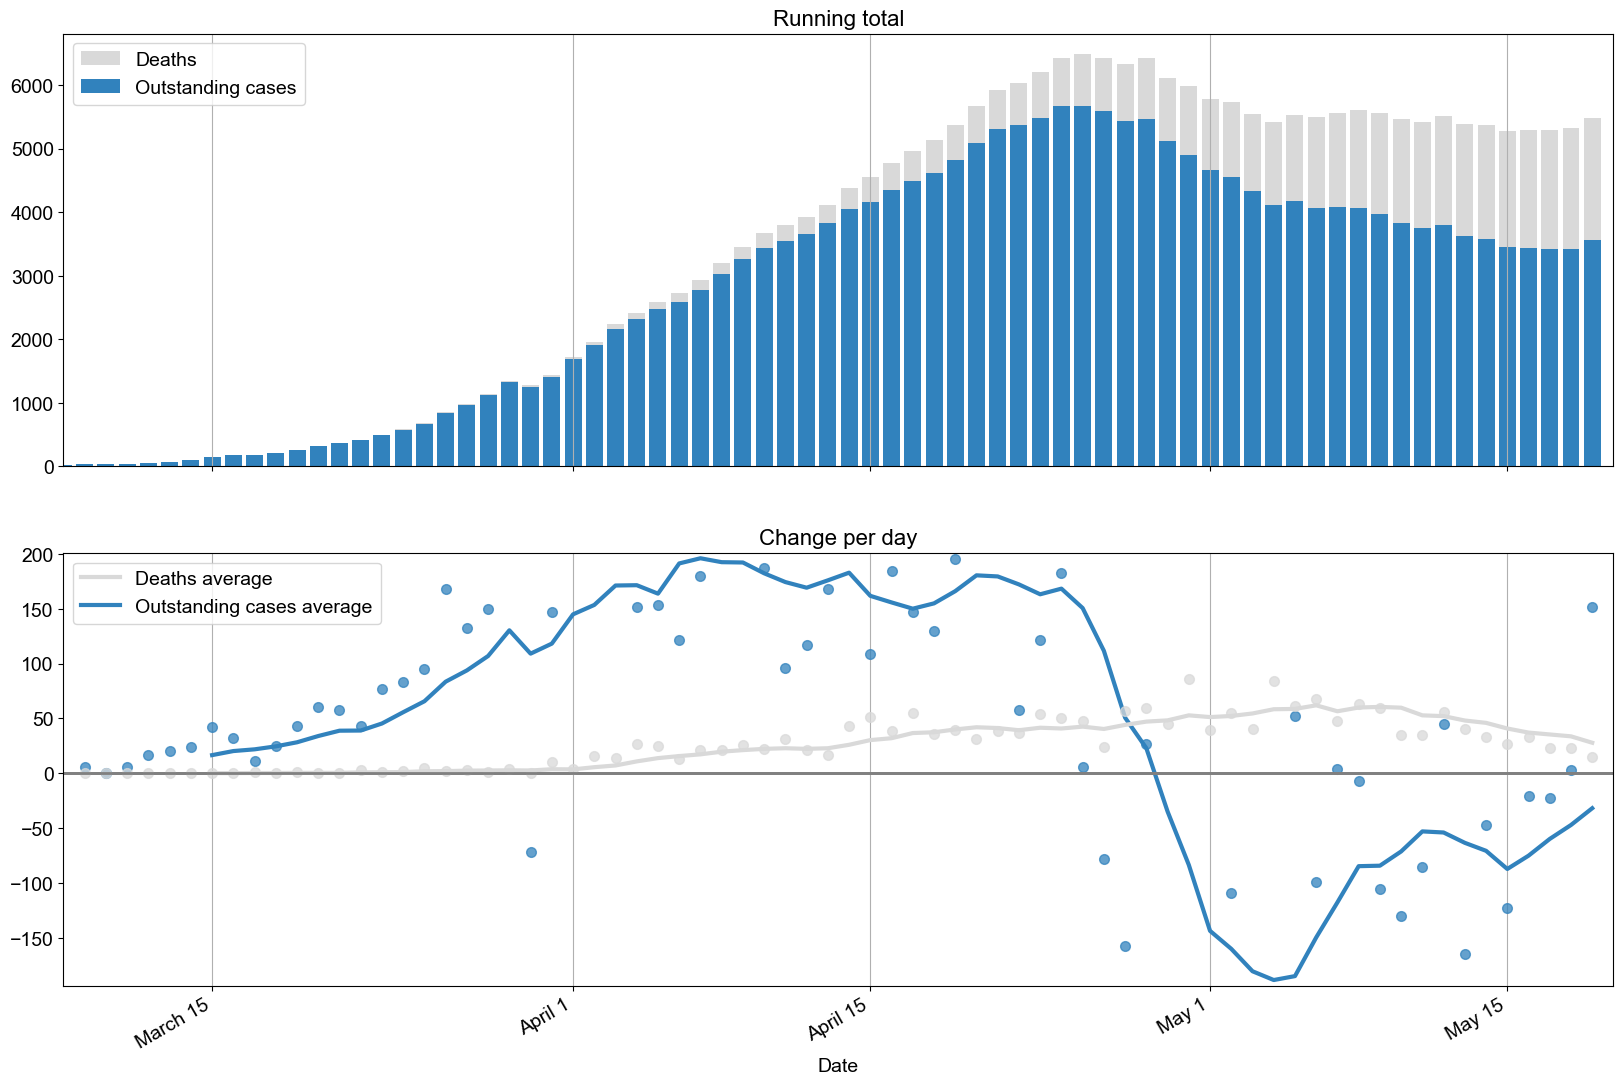 Running total
Deaths
Outstanding cases
6000
5000
4000
3000
2000
1000
0
Change per day
Deaths average
Outstanding cases average
200
150
100
50
0
−50
−100
−150
March 15
April 1
April 15
May 1
May 15
Date